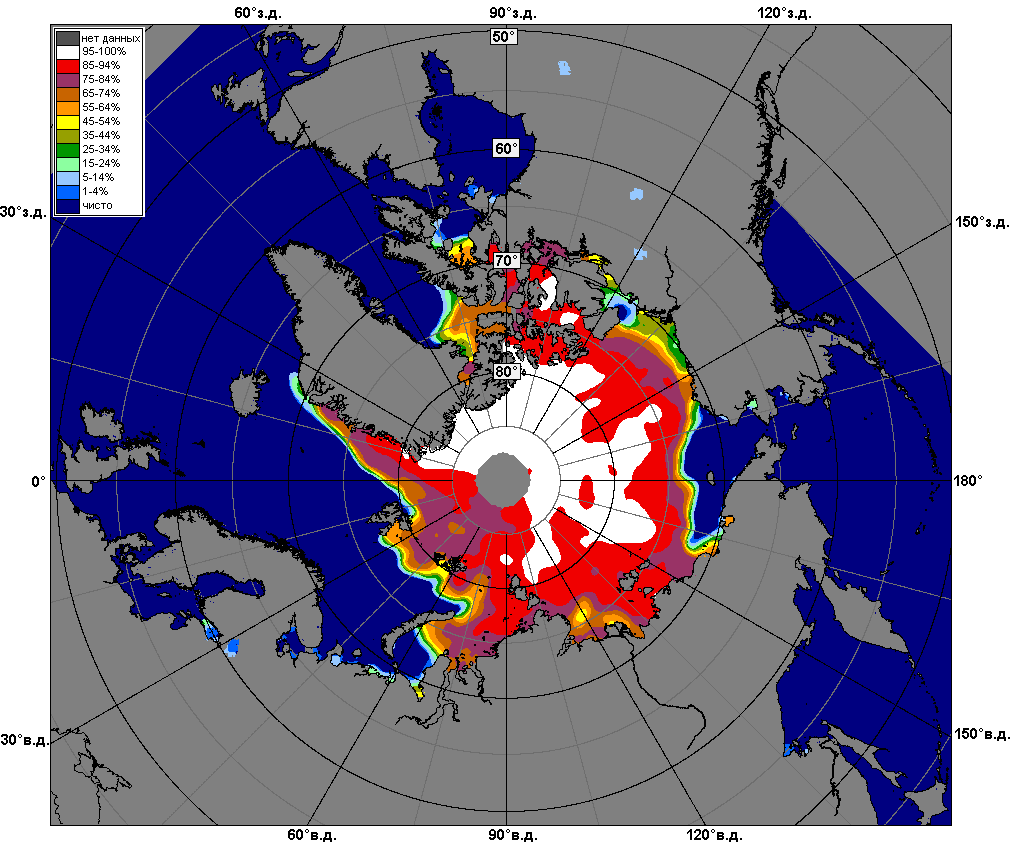 60°з.д.
90°з.д.
120°з.д.
50°
нет данных
95-100%
85-94%
75-84%
65-74%
55-64%
45-54%
35-44%
25-34%
15-24%
5-14%
1-4%
чисто
60°
30°з.д.
150°з.д.
70°
80°
0°
180°
30°в.д.
150°в.д.
60°в.д.
90°в.д.
120°в.д.